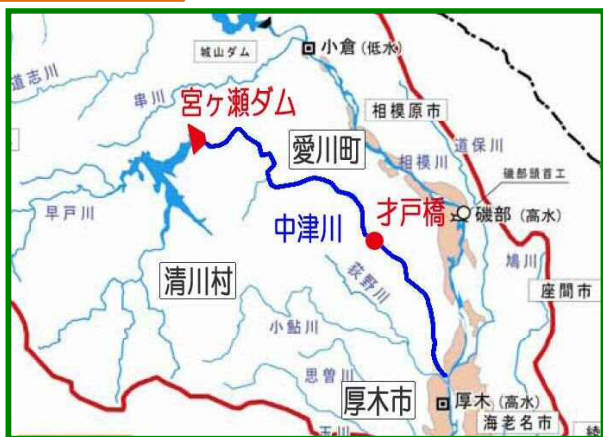 小倉 (低水)
城山ダム
道志川
串川
宮ヶ瀬ダム
相模原市
愛川町
道保川
相模川
磯部頭首工
早戸川
中津川
才戸橋
磯部 (高水)
荻野川
鳩川
清川村
座間市
小鮎川
思曽川
厚木市
厚木 (高水)
海老名市
玉川
綾